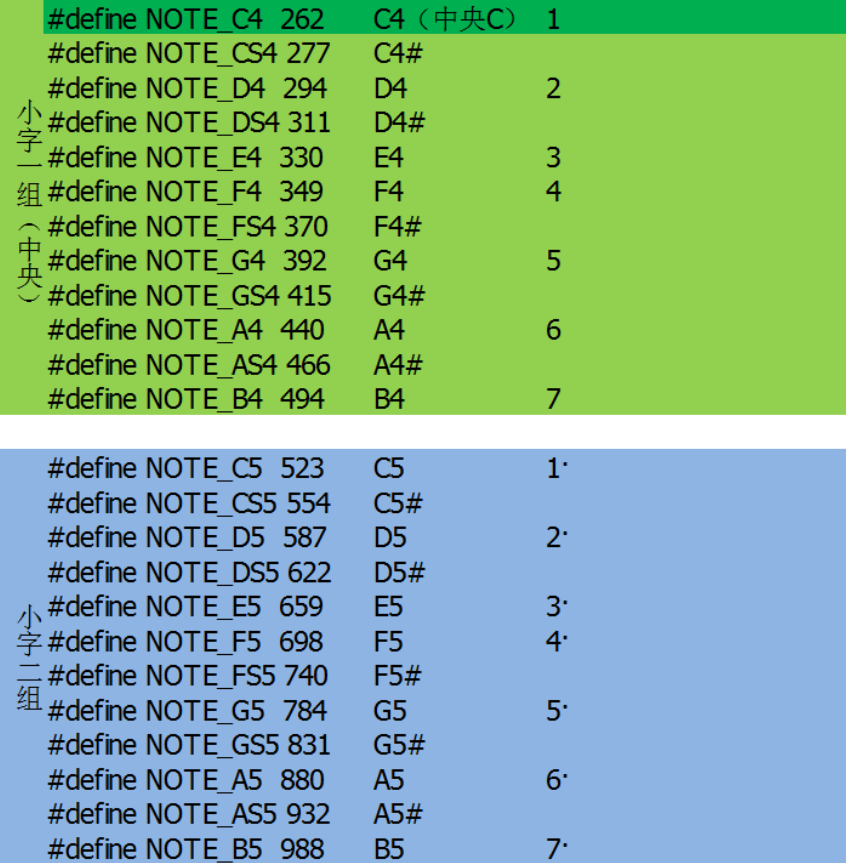 #define NOTE_C4 262 C4（中央C） 1
#define NOTE_CS4 277 C4#
#define NOTE_D4 294 D4 2
#define NOTE_DS4 311 D4#
#define NOTE_E4 330 E4 3
#define NOTE_F4 349 F4 4
#define NOTE_FS4 370 F4#
#define NOTE_G4 392 G4 5
#define NOTE_GS4 415 G4#
#define NOTE_A4 440 A4 6
#define NOTE_AS4 466 A4#
#define NOTE_B4 494 B4 7
小字一组（中央）
#define NOTE_C5 523 C5 1·
#define NOTE_CS5 554 C5#
#define NOTE_D5 587 D5 2·
#define NOTE_DS5 622 D5#
#define NOTE_E5 659 E5 3·
#define NOTE_F5 698 F5 4·
#define NOTE_FS5 740 F5#
#define NOTE_G5 784 G5 5·
#define NOTE_GS5 831 G5#
#define NOTE_A5 880 A5 6·
#define NOTE_AS5 932 A5#
#define NOTE_B5 988 B5 7·
小字二组